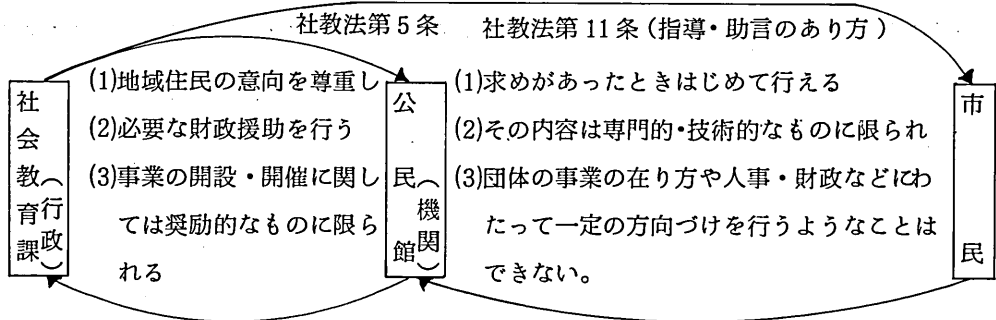 社教法第5条 社教法第11条(指導・助言のあり方)
社会教育課(行政)
(1)地域住民の意向を尊重し
(2)必要な財政援助を行う
(3)事業の開設・開催に関し
ては奨励的なものに限ら
れる
公民館(機関)
(1)求めがあったときはじめて行える
(2)その内容は専門的・技術的なものに限られ
(3)団体の事業の在り方や人事・財政などにわ
たって一定の方向づけを行うようなことは
できない。
市民